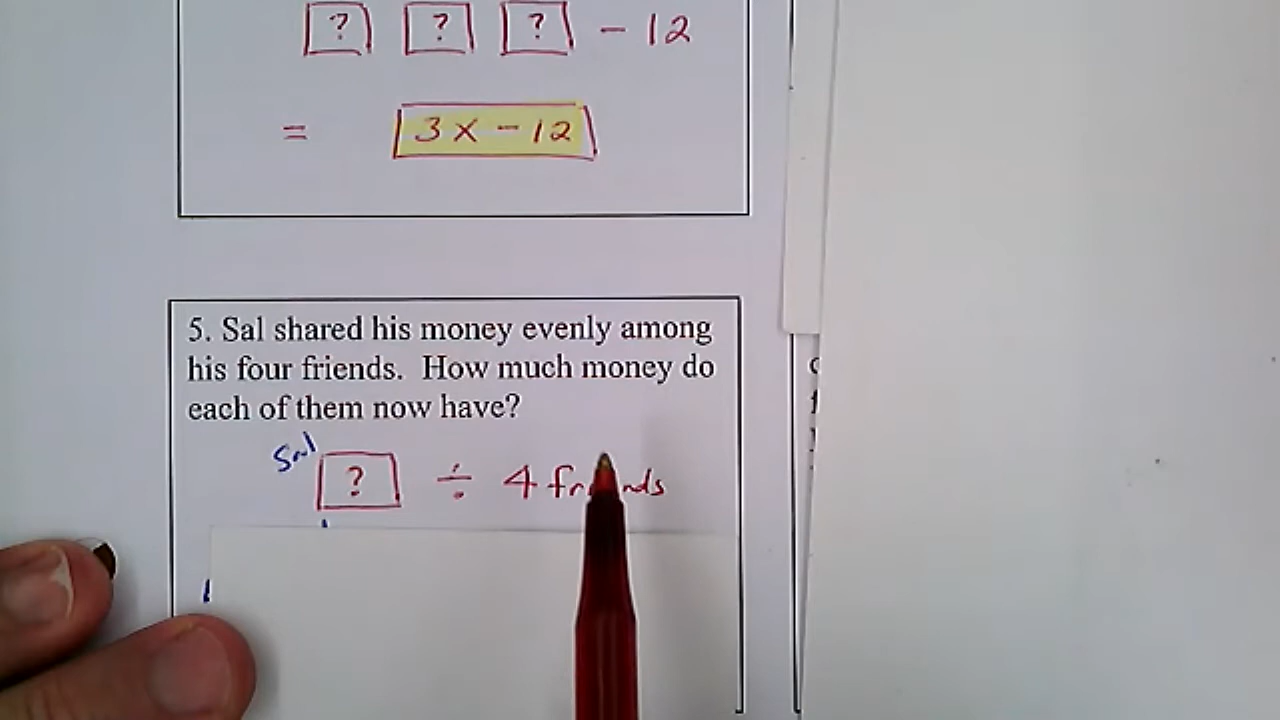 ? ? ? - 12
= 3x - 12
5. Sal shared his money evenly among
his four friends. How much money do
each of them now have?
Sal
? ÷ 4 friends